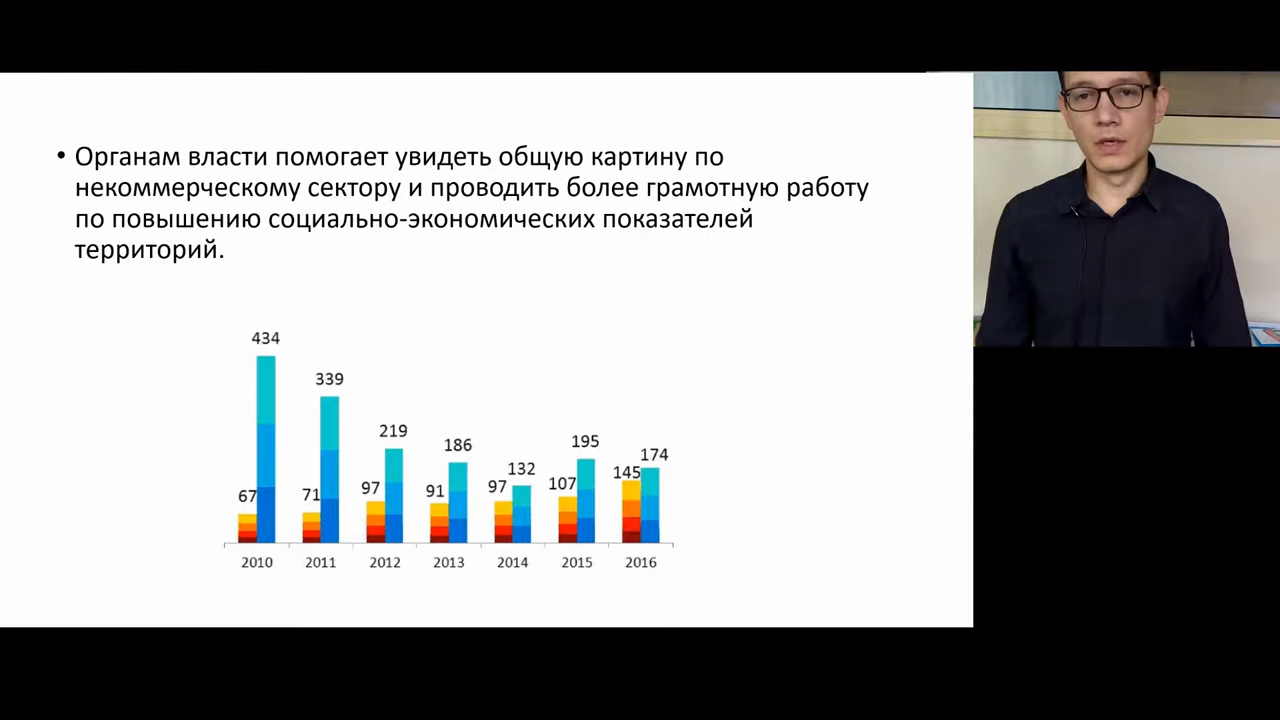 • Органам власти помогает увидеть общую картину по
некоммерческому сектору и проводить более грамотную работу
по повышению социально-экономических показателей
территорий.
434
339
219
186
132
195
174
67
71
97
91
97
107
145
2010 2011 2012 2013 2014 2015 2016